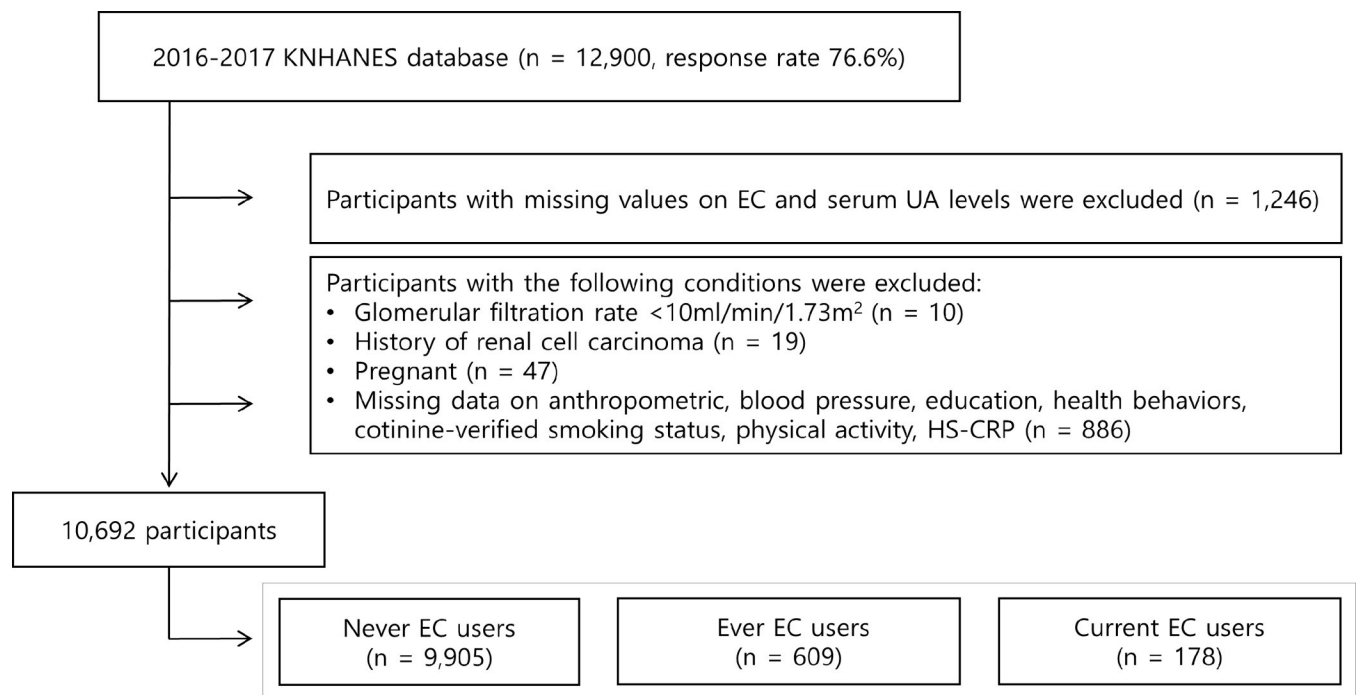 2016-2017 KNHANES database (n = 12,900, response rate 76.6%)
Participants with missing values on EC and serum UA levels were excluded (n = 1,246)
Participants with the following conditions were excluded:
• Glomerular filtration rate <10ml/min/1.73m² (n = 10)
• History of renal cell carcinoma (n = 19)
• Pregnant (n = 47)
• Missing data on anthropometric, blood pressure, education, health behaviors,
cotinine-verified smoking status, physical activity, HS-CRP (n = 886)
10,692 participants
Never EC users
(n = 9,905)
Ever EC users
(n = 609)
Current EC users
(n = 178)